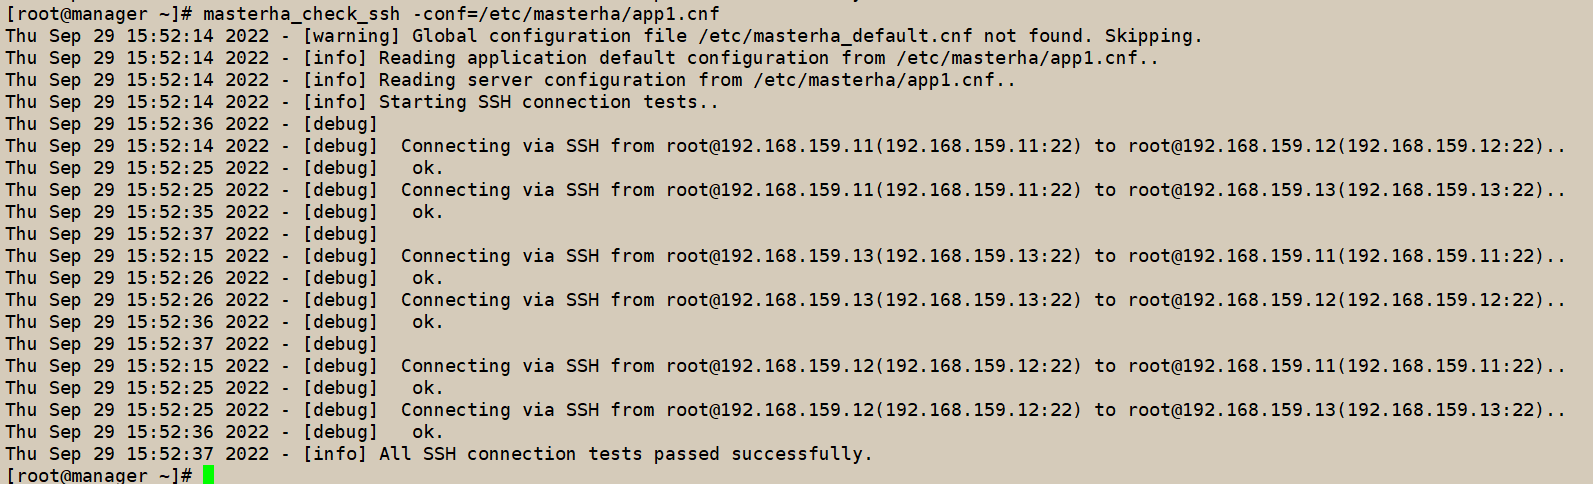 [root@manager ~]# masterha_check_ssh -conf=/etc/masterha/app1.cnf
Thu Sep 29 15:52:14 2022 - [warning] Global configuration file /etc/masterha_default.cnf not found. Skipping.
Thu Sep 29 15:52:14 2022 - [info] Reading application default configuration from /etc/masterha/app1.cnf..
Thu Sep 29 15:52:14 2022 - [info] Reading server configuration from /etc/masterha/app1.cnf..
Thu Sep 29 15:52:14 2022 - [info] Starting SSH connection tests..
Thu Sep 29 15:52:36 2022 - [debug]
Thu Sep 29 15:52:14 2022 - [debug]  Connecting via SSH from root@192.168.159.11(192.168.159.11:22) to root@192.168.159.12(192.168.159.12:22)..
Thu Sep 29 15:52:25 2022 - [debug]   ok.
Thu Sep 29 15:52:25 2022 - [debug]  Connecting via SSH from root@192.168.159.11(192.168.159.11:22) to root@192.168.159.13(192.168.159.13:22)..
Thu Sep 29 15:52:35 2022 - [debug]   ok.
Thu Sep 29 15:52:37 2022 - [debug]
Thu Sep 29 15:52:15 2022 - [debug]  Connecting via SSH from root@192.168.159.13(192.168.159.13:22) to root@192.168.159.11(192.168.159.11:22)..
Thu Sep 29 15:52:26 2022 - [debug]   ok.
Thu Sep 29 15:52:26 2022 - [debug]  Connecting via SSH from root@192.168.159.13(192.168.159.13:22) to root@192.168.159.12(192.168.159.12:22)..
Thu Sep 29 15:52:36 2022 - [debug]   ok.
Thu Sep 29 15:52:37 2022 - [debug]
Thu Sep 29 15:52:15 2022 - [debug]  Connecting via SSH from root@192.168.159.12(192.168.159.12:22) to root@192.168.159.11(192.168.159.11:22)..
Thu Sep 29 15:52:25 2022 - [debug]   ok.
Thu Sep 29 15:52:25 2022 - [debug]  Connecting via SSH from root@192.168.159.12(192.168.159.12:22) to root@192.168.159.13(192.168.159.13:22)..
Thu Sep 29 15:52:36 2022 - [debug]   ok.
Thu Sep 29 15:52:37 2022 - [info] All SSH connection tests passed successfully.
[root@manager ~]#